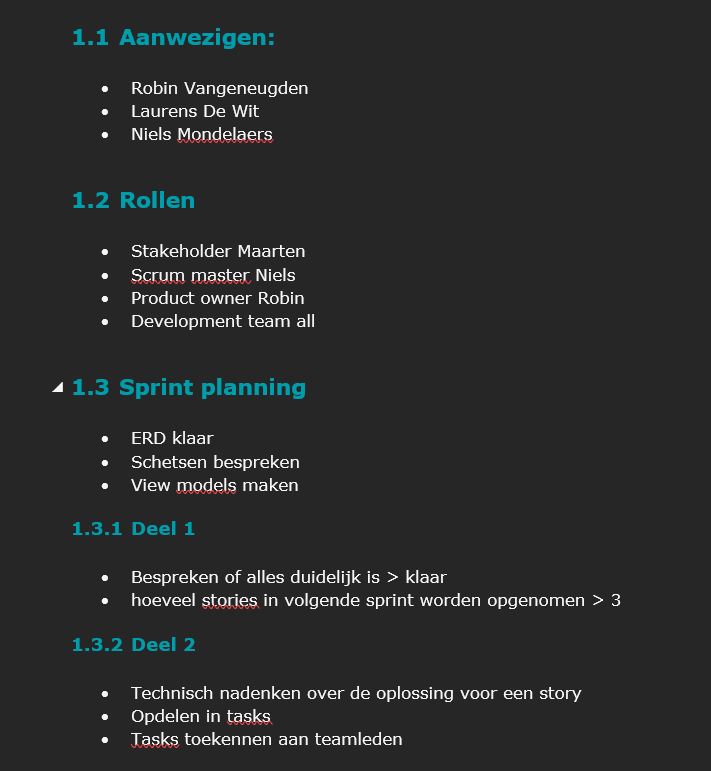 1.1 Aanwezigen:
• Robin Vangeneugden
• Laurens De Wit
• Niels Mondelaers
1.2 Rollen
• Stakeholder Maarten
• Scrum master Niels
• Product owner Robin
• Development team all
1.3 Sprint planning
• ERD klaar
• Schetsen bespreken
• View models maken
1.3.1 Deel 1
• Bespreken of alles duidelijk is > klaar
• hoeveel stories in volgende sprint worden opgenomen > 3
1.3.2 Deel 2
• Technisch nadenken over de oplossing voor een story
• Opdelen in tasks
• Tasks toekennen aan teamleden